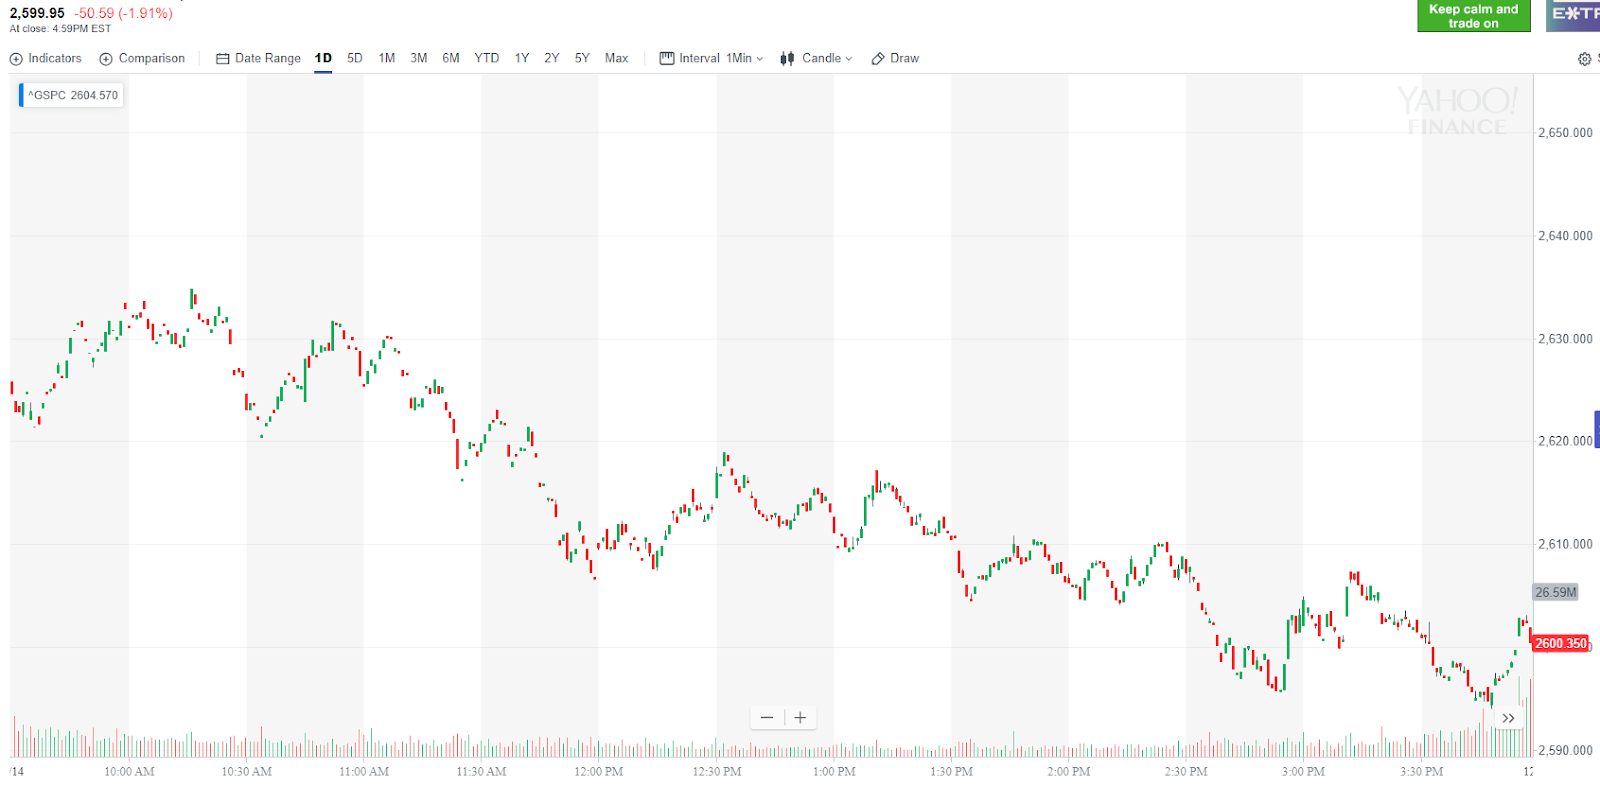 2,599.95 -50.59 (-1.91%)
At close: 4:59PM EST
Keep calm and
trade on
Indicators Comparison Date Range 1D 5D 1M 3M 6M YTD 1Y 2Y 5Y Max Interval 1Min Candle Draw
^GSPC 2604.570
YAHOO!
FINANCE
2,650.000
2,640.000
2,630.000
2,620.000
2,610.000
26.59M
2600.350
2,590.000
/14 10:00 AM 10:30 AM 11:00 AM 11:30 AM 12:00 PM 12:30 PM 1:00 PM 1:30 PM 2:00 PM 2:30 PM 3:00 PM 3:30 PM